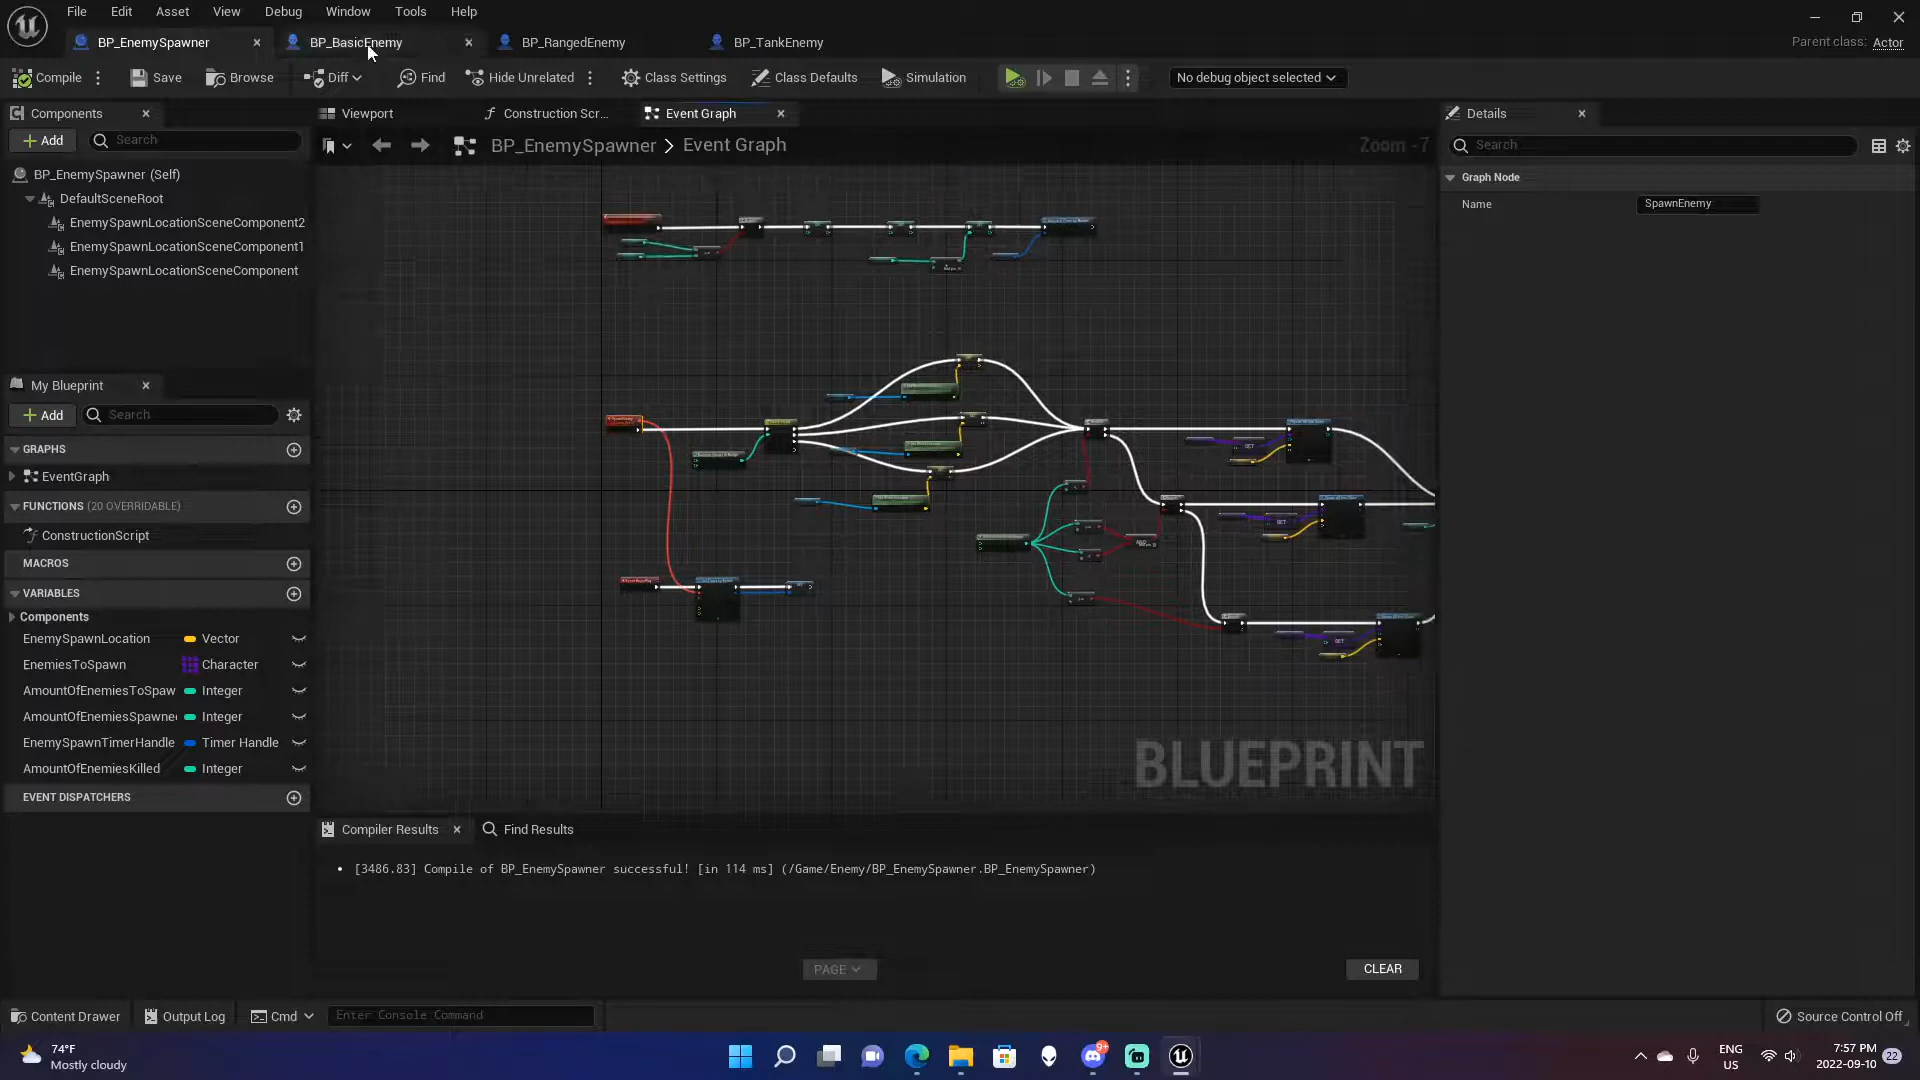 File Edit Asset View Debug Window Tools Help
BP_EnemySpawner BP_BasicEnemy BP_RangedEnemy BP_TankEnemy Parent class: Actor
Compile Save Browse Diff Find Hide Unrelated Class Settings Class Defaults Simulation No debug object selected
Components Viewport Construction Scr... Event Graph Details
Add Search BP_EnemySpawner > Event Graph Zoom -7 Search
BP_EnemySpawner (Self)
DefaultSceneRoot
EnemySpawnLocationSceneComponent2
EnemySpawnLocationSceneComponent1
EnemySpawnLocationSceneComponent
Graph Node
Name SpawnEnemy
My Blueprint
Add Search
GRAPHS
EventGraph
FUNCTIONS (20 OVERRIDABLE)
ConstructionScript
MACROS
VARIABLES
Components
EnemySpawnLocation Vector
EnemiesToSpawn Character
AmountOfEnemiesToSpaw Integer
AmountOfEnemiesSpawne Integer
EnemySpawnTimerHandle Timer Handle
AmountOfEnemiesKilled Integer
EVENT DISPATCHERS
GET
GET
GET
BLUEPRINT
Compiler Results Find Results
• [3486.83] Compile of BP_EnemySpawner successful! [in 114 ms] (/Game/Enemy/BP_EnemySpawner.BP_EnemySpawner)
PAGE CLEAR
Content Drawer Output Log Cmd Enter Console Command Source Control Off
74°F
Mostly cloudy
9+
ENG
US
7:57 PM
2022-09-10
22